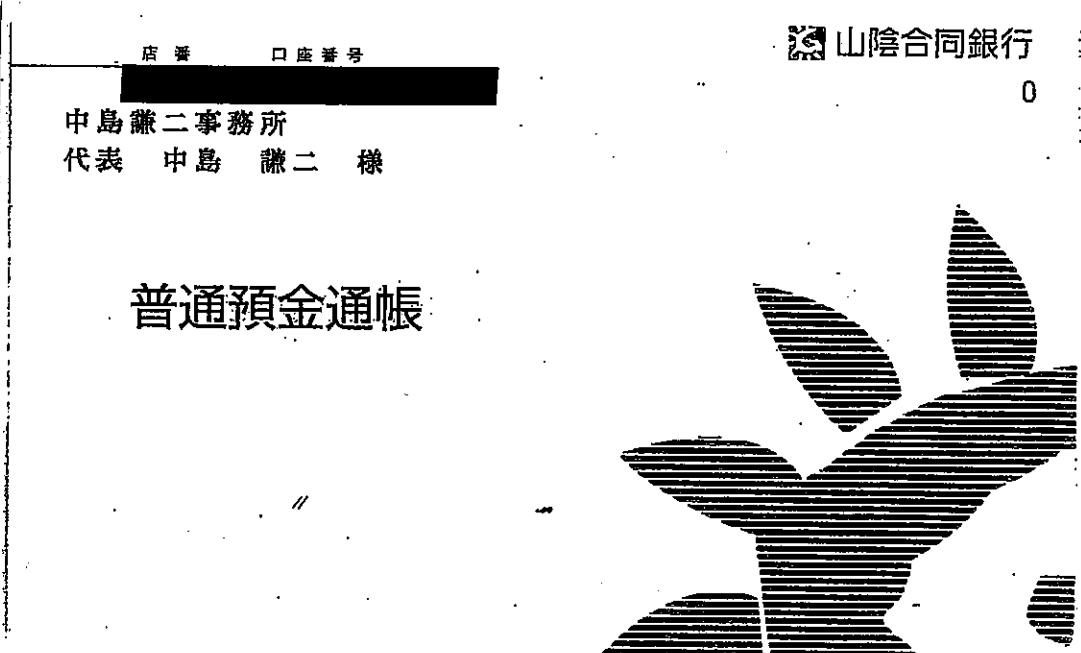 店番 口座番号
山陰合同銀行
0
中島謙二事務所
代表 中島 謙二 様
普通預金通帳